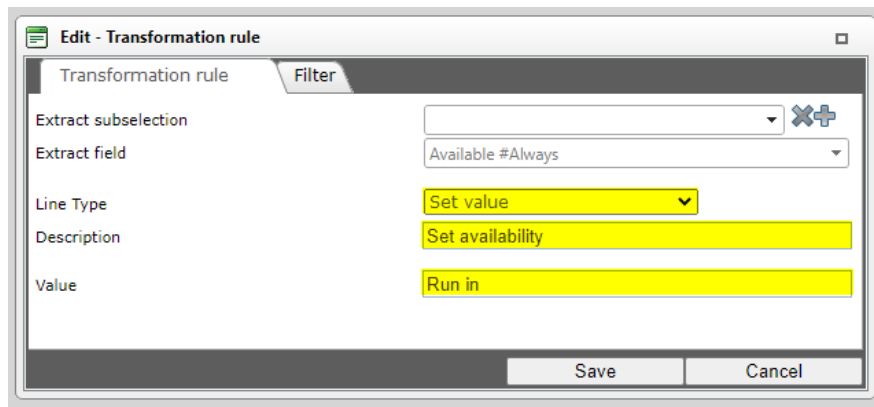 Edit - Transformation rule
Transformation rule Filter
Extract subselection
Extract field Available #Always
Line Type Set value
Description Set availability
Value Run in
Save Cancel